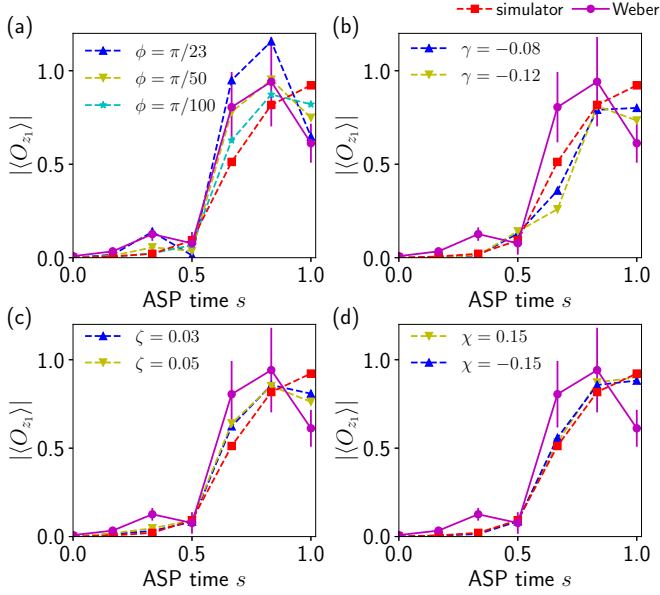 simulator Weber
(a)
ϕ = π/23
ϕ = π/50
ϕ = π/100
|⟨O_{z_1}⟩|
1.0
0.5
0.0
0.0 0.5 1.0
ASP time s
(b)
γ = −0.08
γ = −0.12
|⟨O_{z_1}⟩|
1.0
0.5
0.0
0.0 0.5 1.0
ASP time s
(c)
ζ = 0.03
ζ = 0.05
|⟨O_{z_1}⟩|
1.0
0.5
0.0
0.0 0.5 1.0
ASP time s
(d)
χ = 0.15
χ = −0.15
|⟨O_{z_1}⟩|
1.0
0.5
0.0
0.0 0.5 1.0
ASP time s